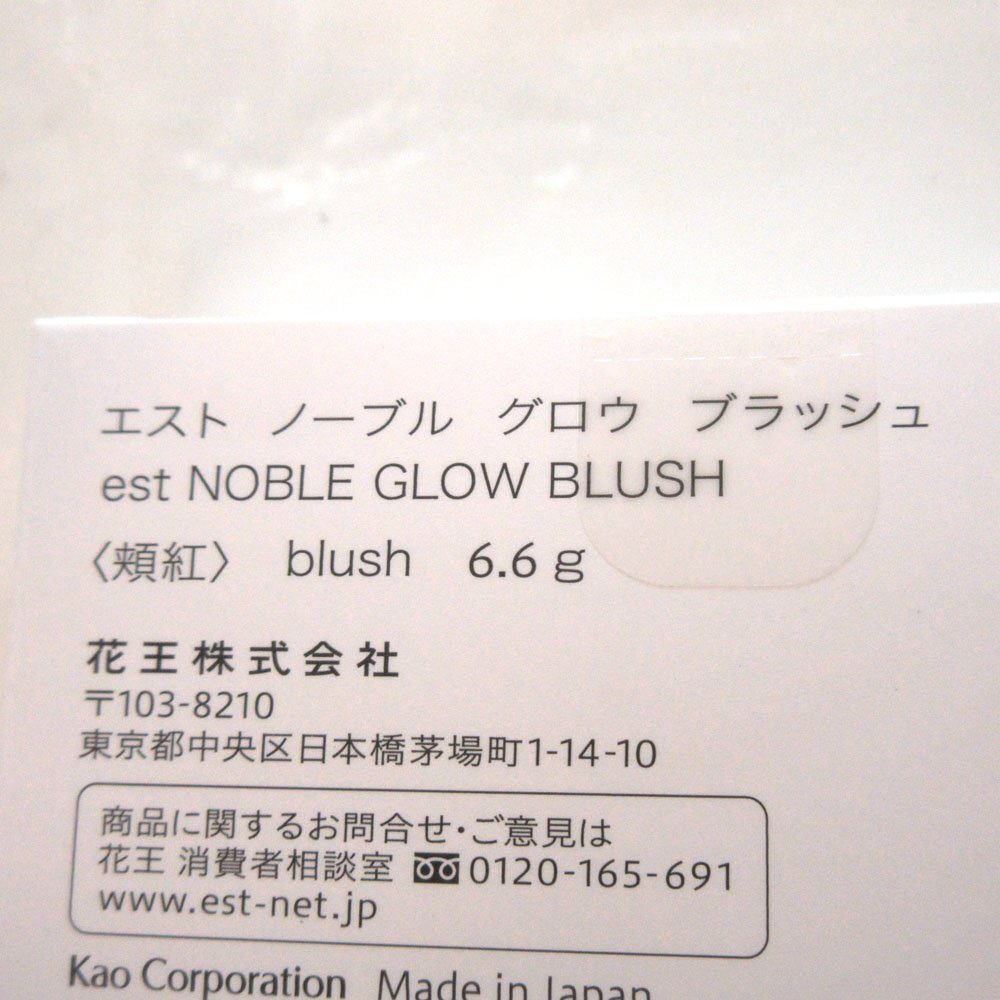 エスト ノーブル グロウ ブラッシュ
est NOBLE GLOW BLUSH
〈頬紅〉 blush 6.6 g
花王株式会社
〒103-8210
東京都中央区日本橋茅場町1-14-10
商品に関するお問合せ・ご意見は
花王 消費者相談室 0120-165-691
www.est-net.jp
Kao Corporation Made in Japan